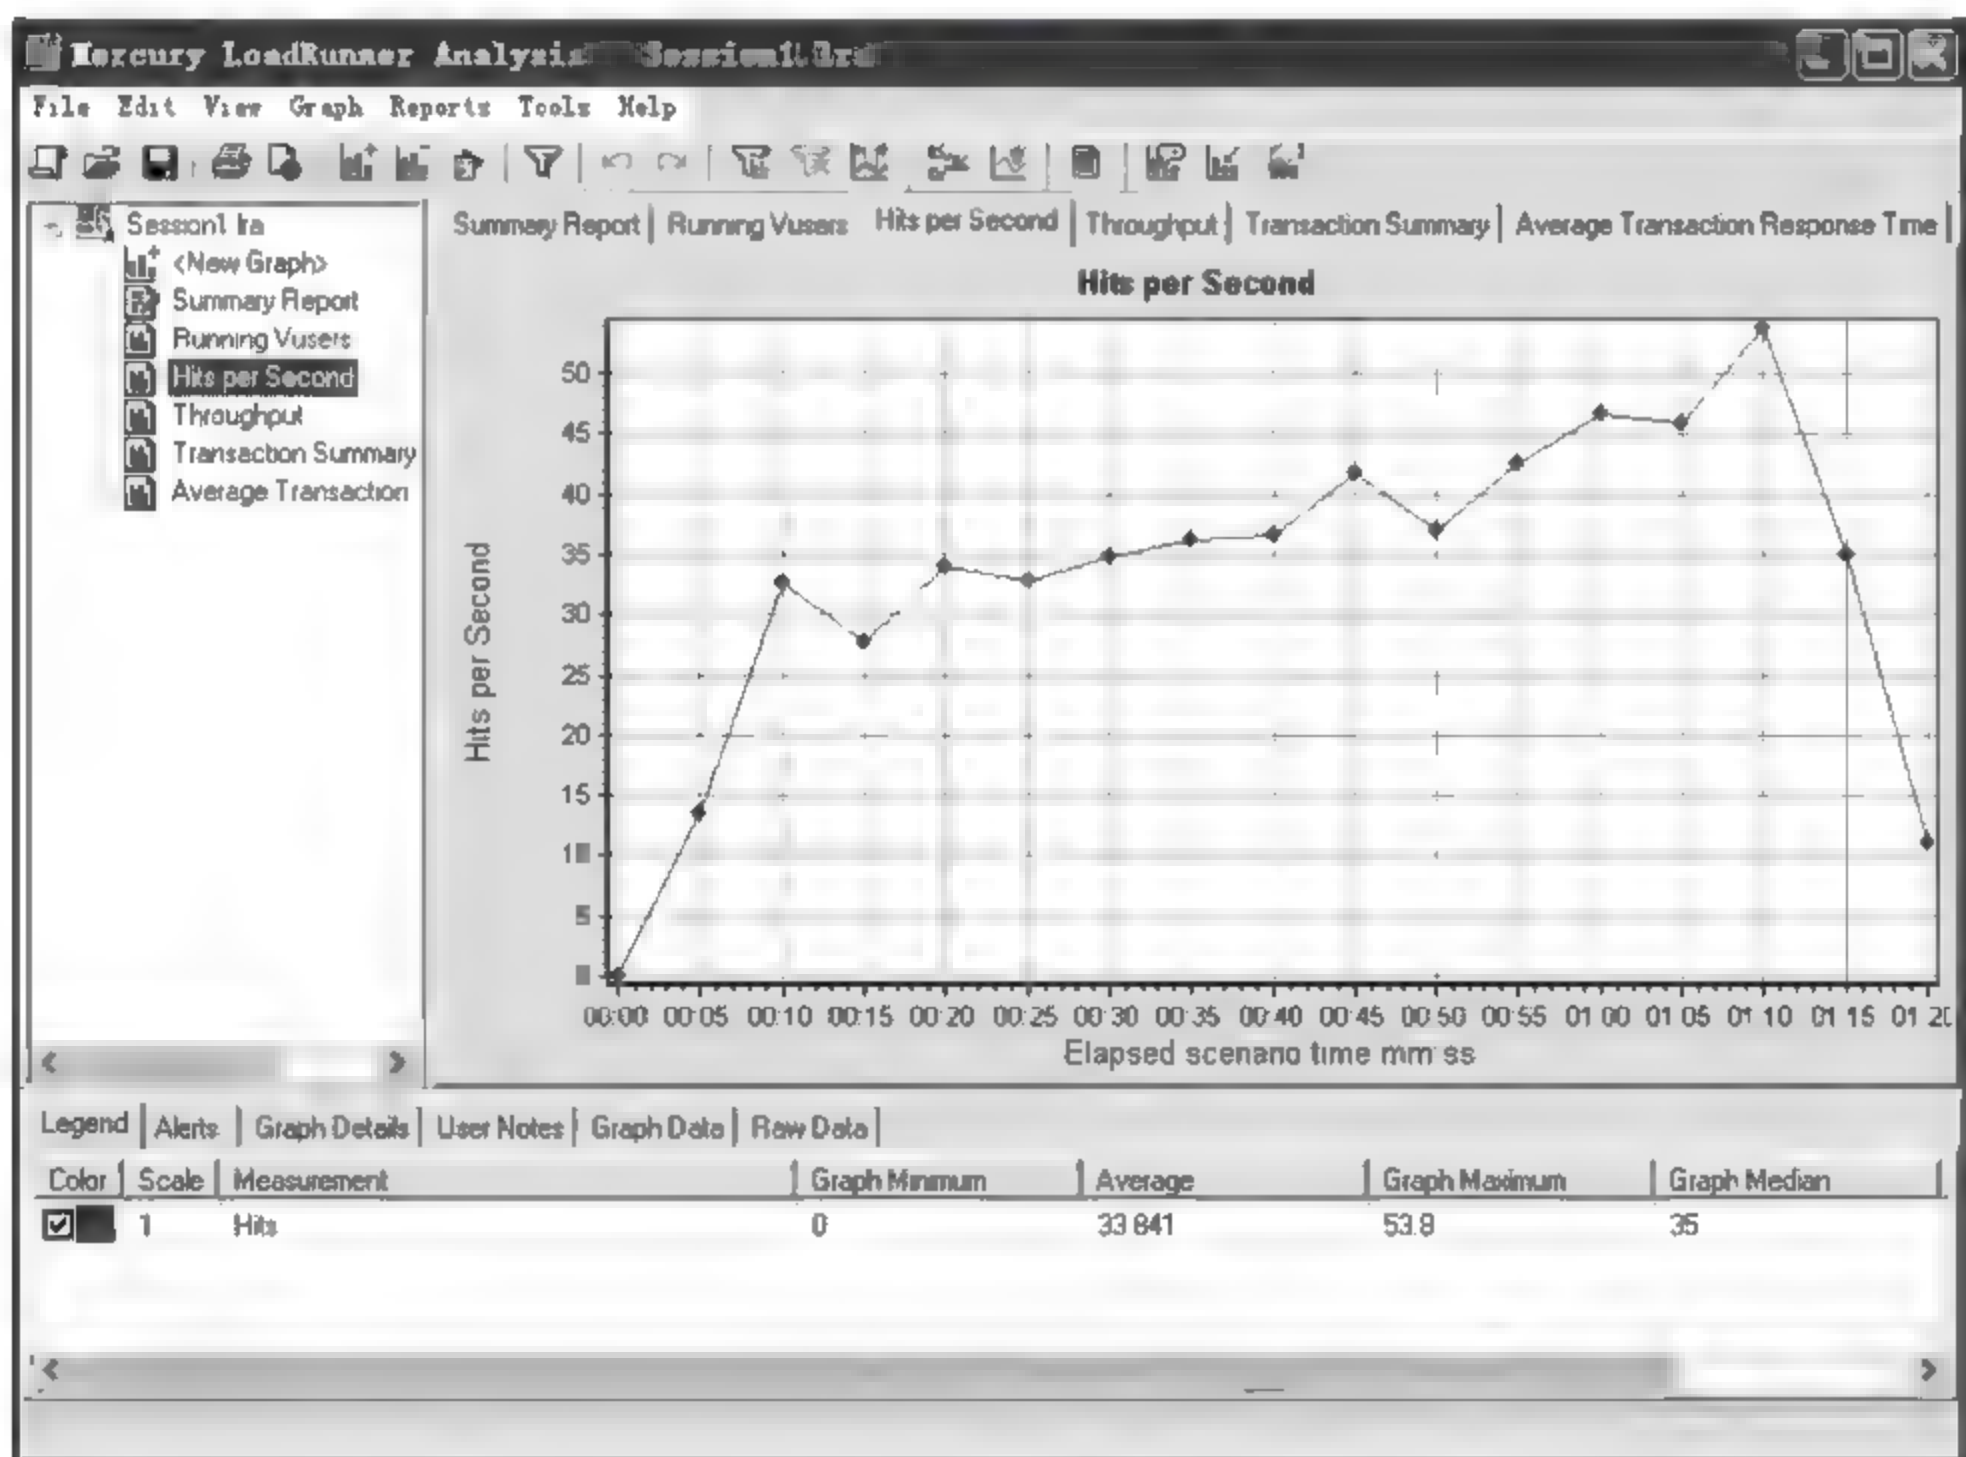 Mercury LoadRunner Analysis Session1.lra
File Edit View Graph Reports Tools Help
Session1 lra
<New Graph>
Summary Report
Running Vusers
Hits per Second
Throughput
Transaction Summary
Average Transaction
Summary Report Running Vusers Hits per Second Throughput Transaction Summary Average Transaction Response Time
Hits per Second
Hits per Second
50
45
40
35
30
25
20
15
5
00:00 00:05 00:10 00:15 00:20 00:25 00:30 00:35 00:40 00:45 00:50 00:55 01 00 01 05 01 10 01 15 01 20
Elapsed scenario time mm ss
Legend Alerts Graph Details User Notes Graph Data Raw Data
Color Scale Measurement Graph Minimum Average Graph Maximum Graph Median
1 Hits 0 33 841 53.8 35